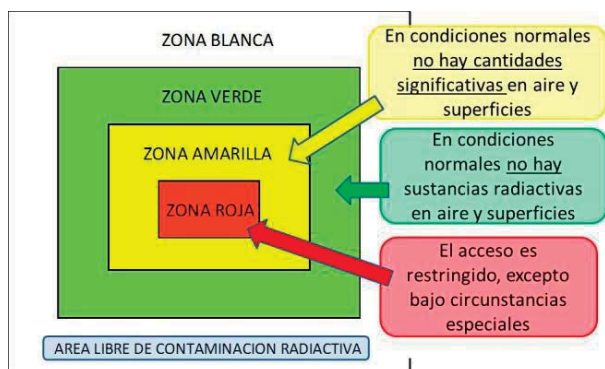 ZONA BLANCA
ZONA VERDE
ZONA AMARILLA
ZONA ROJA
AREA LIBRE DE CONTAMINACION RADIACTIVA
En condiciones normales
no hay cantidades
significativas en aire y
superficies
En condiciones
normales no hay
sustancias radiactivas
en aire y superficies
El acceso es
restringido, excepto
bajo circunstancias
especiales